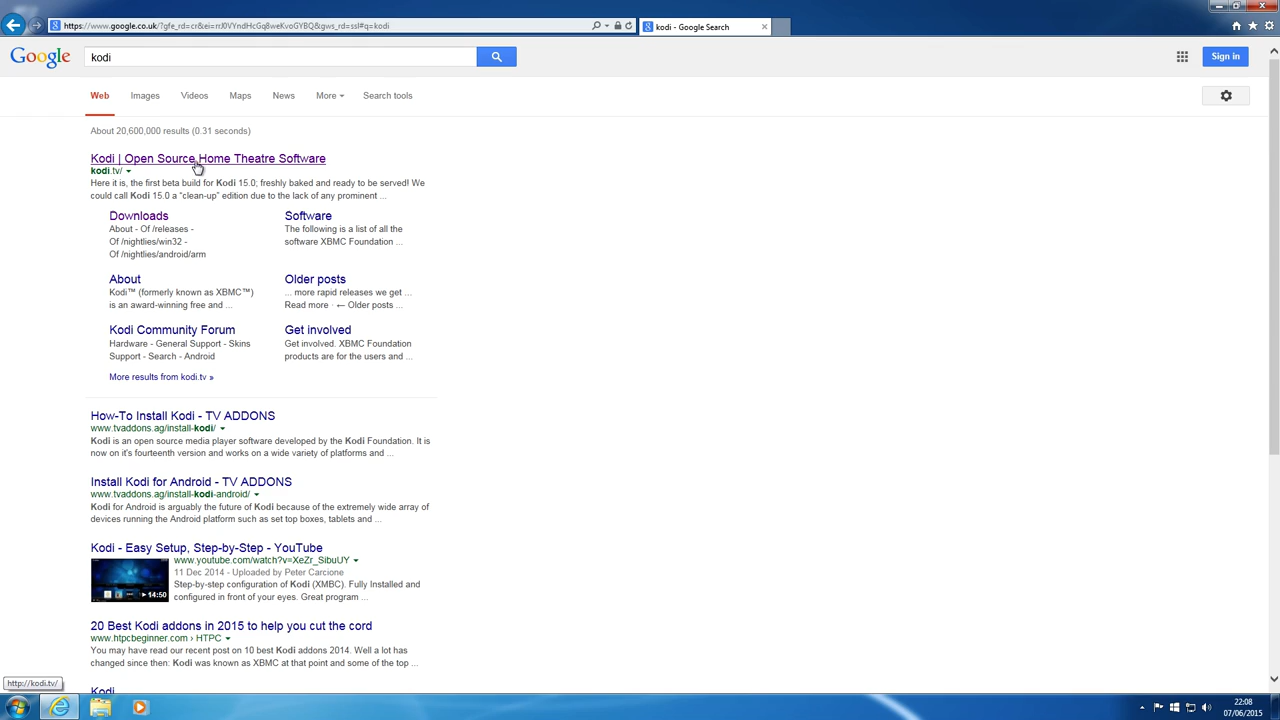 https://www.google.co.uk/?gfe_rd=cr&ei=rrJ0VYndHcGq8weKvoGYBQ&gws_rd=ssl#q=kodi
kodi - Google Search
Google
kodi
Sign in
Web Images Videos Maps News More Search tools
About 20,600,000 results (0.31 seconds)
Kodi | Open Source Home Theatre Software
kodi.tv/
Here it is, the first beta build for Kodi 15.0; freshly baked and ready to be served! We
could call Kodi 15.0 a “clean-up” edition due to the lack of any prominent ...
Downloads
About - Of /releases -
Of /nightlies/win32 -
Of /nightlies/android/arm
Software
The following is a list of all the
software XBMC Foundation ...
About
Kodi™ (formerly known as XBMC™)
is an award-winning free and ...
Older posts
... more rapid releases we get ...
Read more · ← Older posts ...
Kodi Community Forum
Hardware - General Support - Skins
Support - Search - Android
Get involved
Get involved. XBMC Foundation
products are for the users and ...
More results from kodi.tv »
How-To Install Kodi - TV ADDONS
www.tvaddons.ag/install-kodi/
Kodi is an open source media player software developed by the Kodi Foundation. It is
now on it's fourteenth version and works on a wide variety of platforms and ...
Install Kodi for Android - TV ADDONS
www.tvaddons.ag/install-kodi-android/
Kodi for Android is arguably the future of Kodi because of the extremely wide array of
devices running the Android platform such as set top boxes, tablets and ...
Kodi - Easy Setup, Step-by-Step - YouTube
www.youtube.com/watch?v=XeZr_SibuUY
11 Dec 2014 - Uploaded by Peter Carcione
Step-by-step configuration of Kodi (XMBC). Fully Installed and
configured in front of your eyes. Great program ...
14:50
20 Best Kodi addons in 2015 to help you cut the cord
www.htpcbeginner.com › HTPC
You may have read our recent post on 10 best Kodi addons 2014. Well a lot has
changed since then: Kodi was known as XBMC at that point and some of the top ...
Kodi
http://kodi.tv/
22:08
07/06/2015